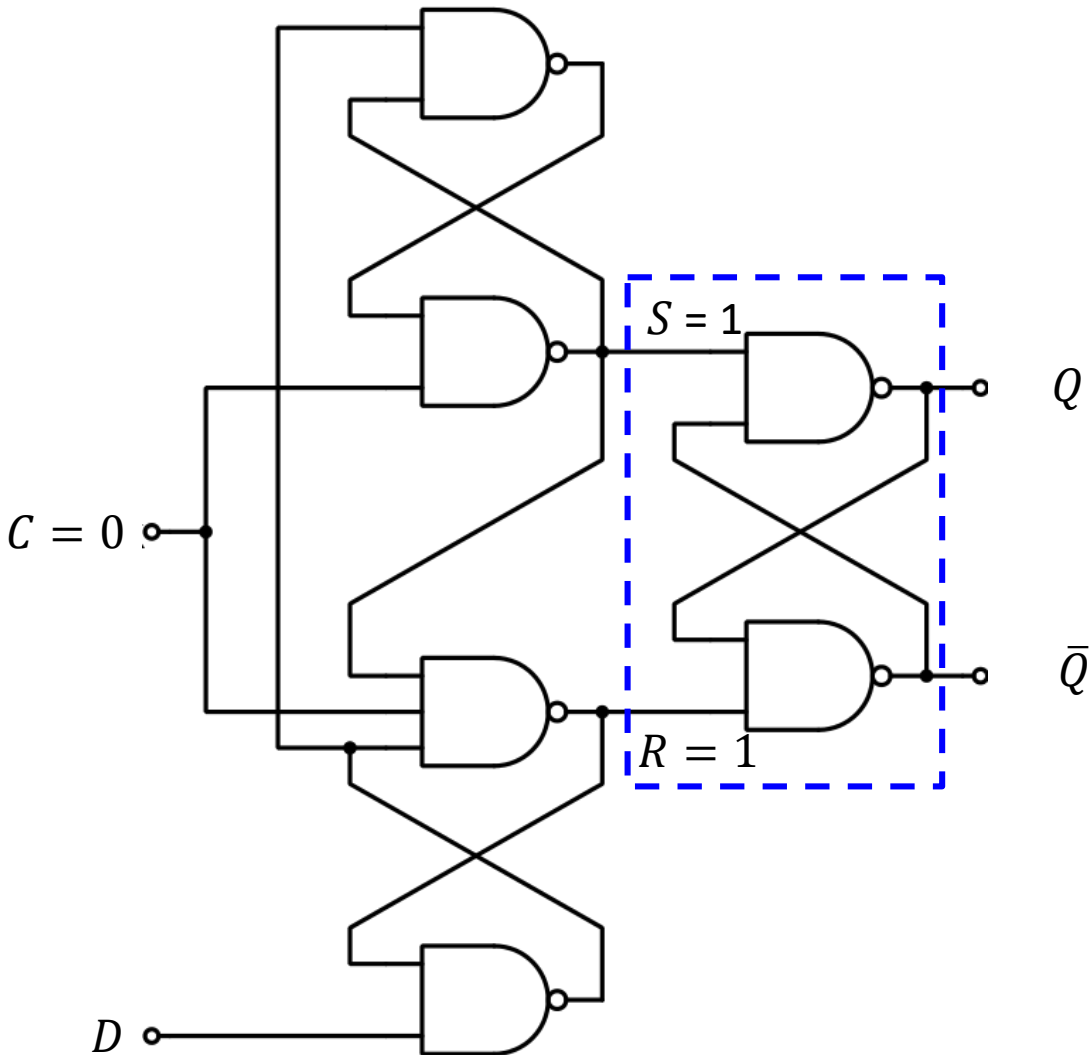 S = 1
Q
C = 0
Q̄
R = 1
D